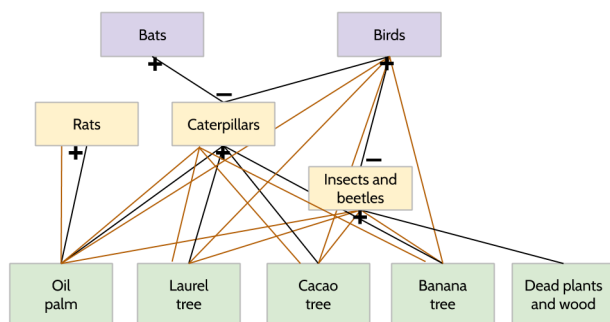 Bats
Birds
+
+
−
Rats
Caterpillars
+
+
−
Insects and
beetles
+
Oil
palm
Laurel
tree
Cacao
tree
Banana
tree
Dead plants
and wood